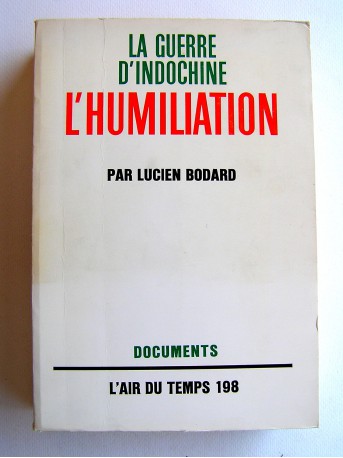 LA GUERRE
D'INDOCHINE
L'HUMILIATION
PAR LUCIEN BODARD
DOCUMENTS
L'AIR DU TEMPS 198